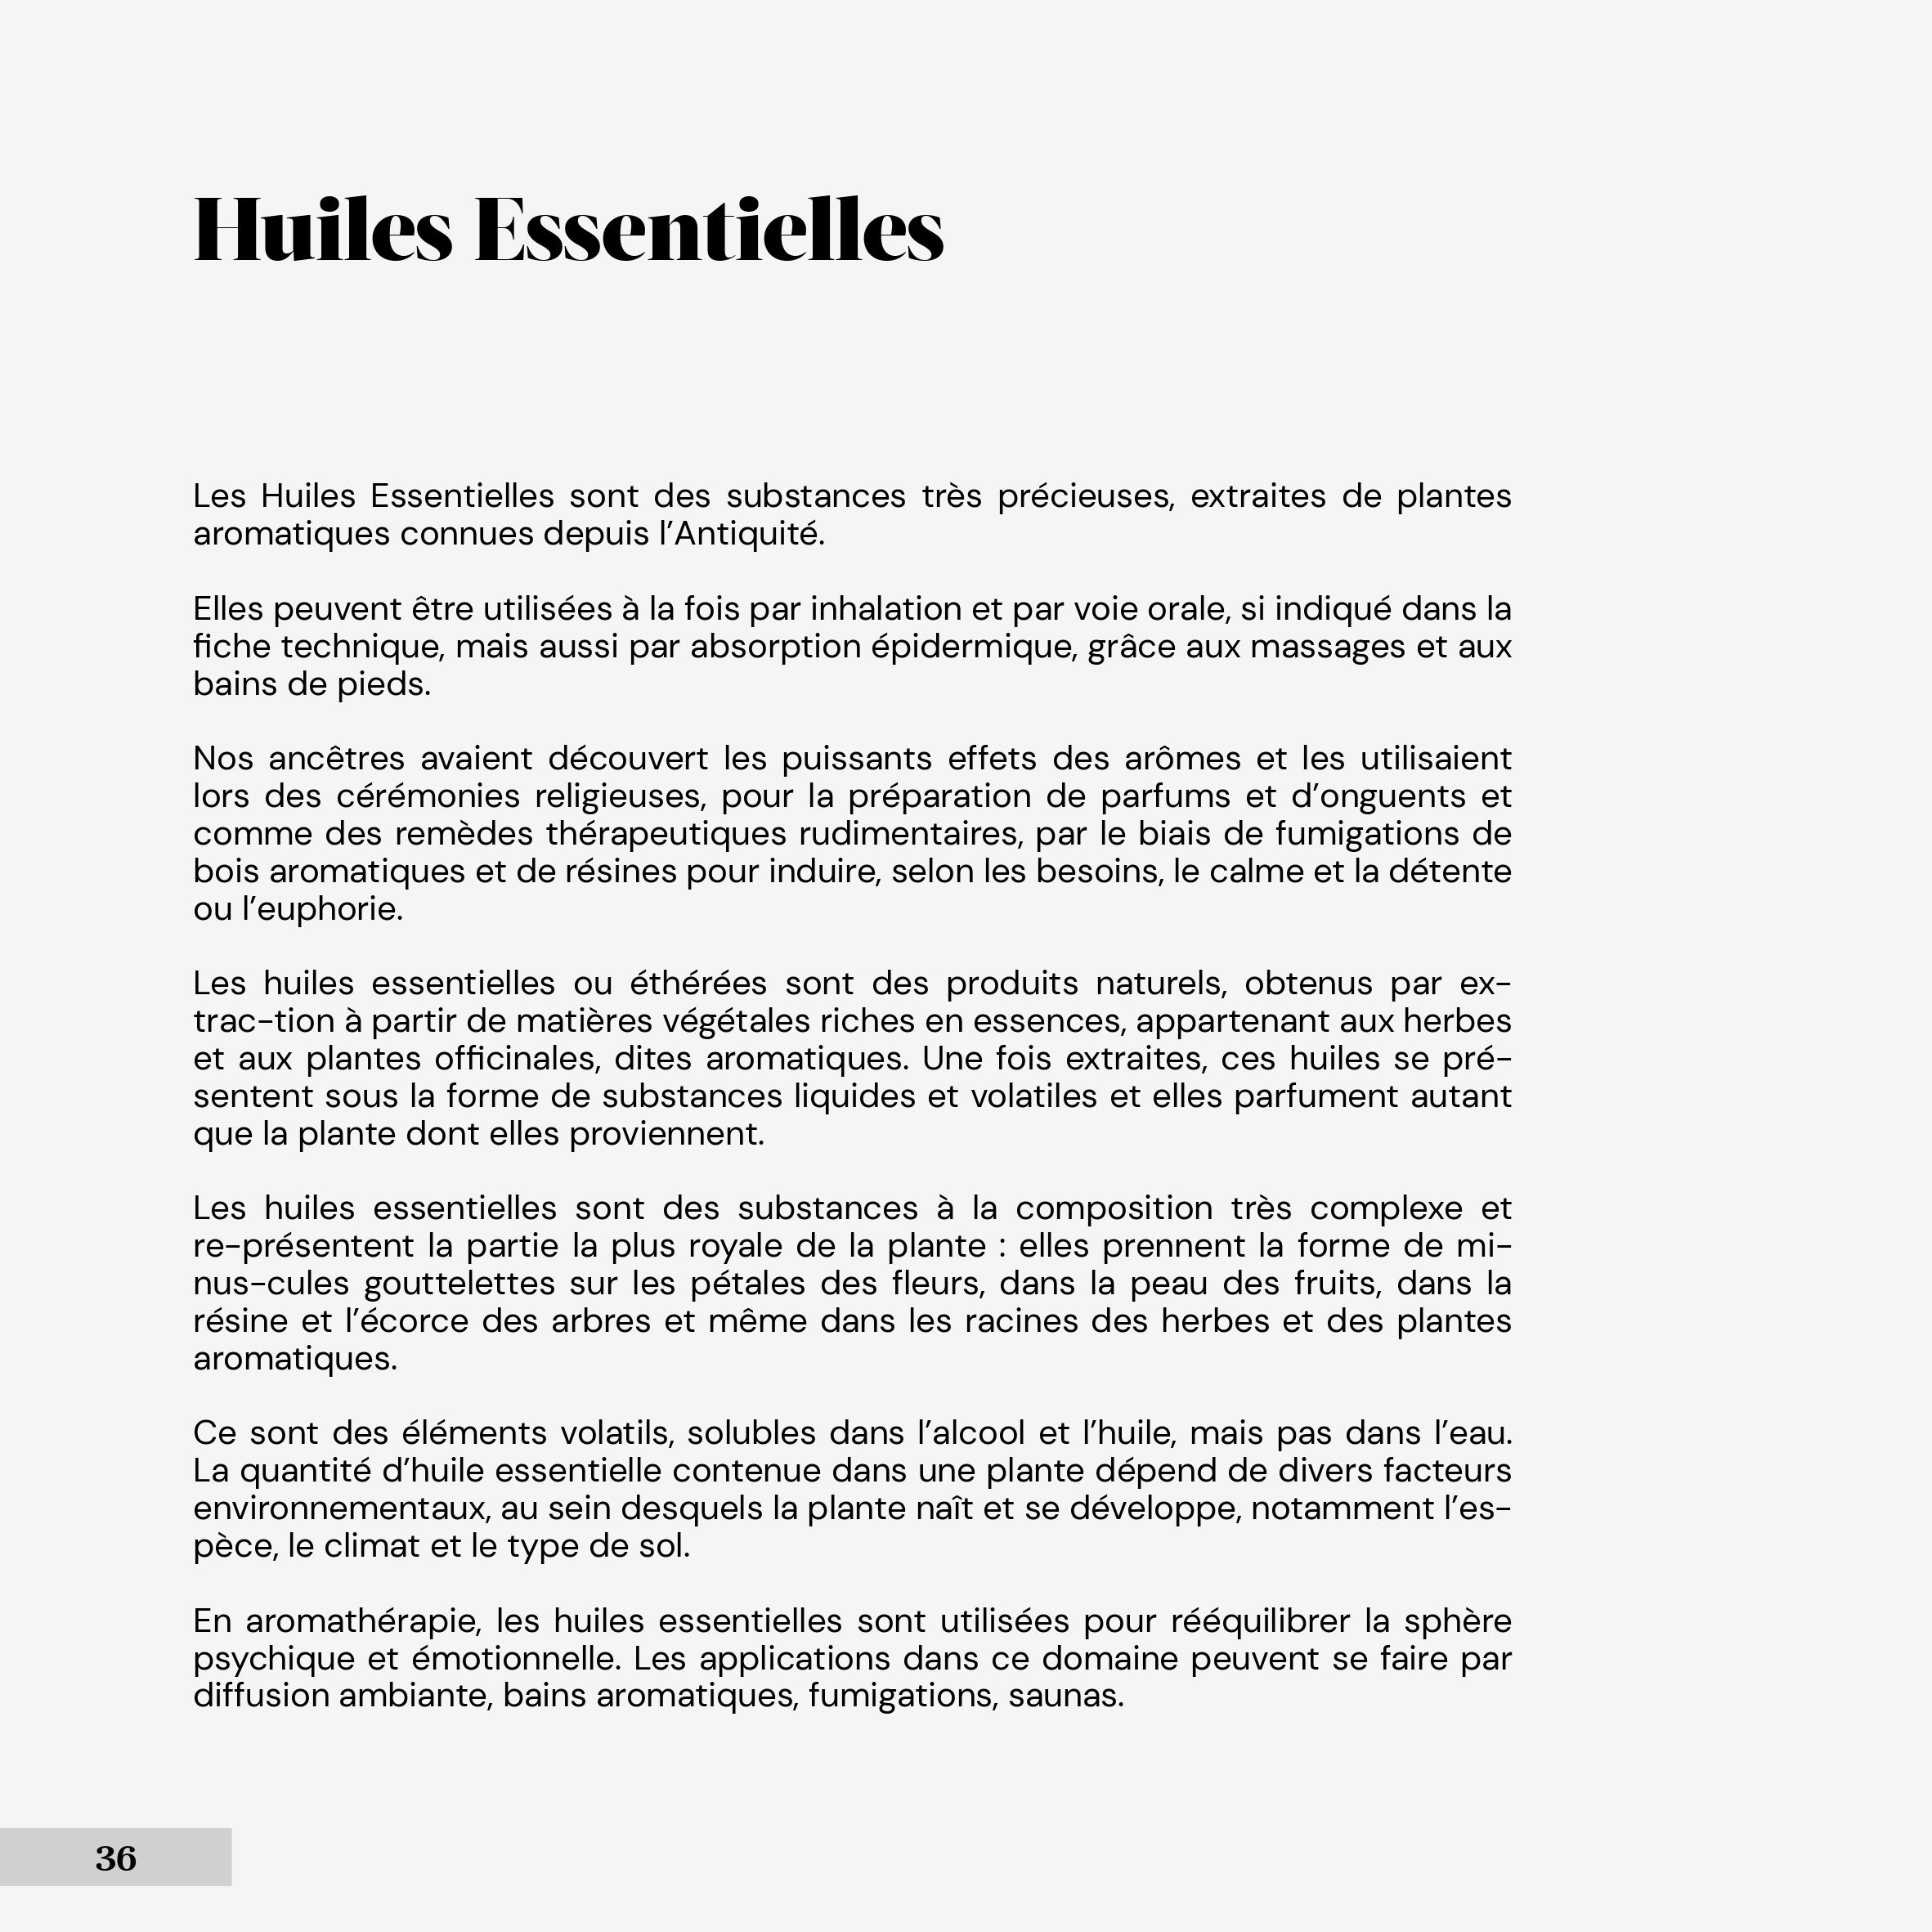 Huiles Essentielles
Les Huiles Essentielles sont des substances très précieuses, extraites de plantes
aromatiques connues depuis l’Antiquité.
Elles peuvent être utilisées à la fois par inhalation et par voie orale, si indiqué dans la
fiche technique, mais aussi par absorption épidermique, grâce aux massages et aux
bains de pieds.
Nos ancêtres avaient découvert les puissants effets des arômes et les utilisaient
lors des cérémonies religieuses, pour la préparation de parfums et d’onguents et
comme des remèdes thérapeutiques rudimentaires, par le biais de fumigations de
bois aromatiques et de résines pour induire, selon les besoins, le calme et la détente
ou l’euphorie.
Les huiles essentielles ou éthérées sont des produits naturels, obtenus par ex-
trac-tion à partir de matières végétales riches en essences, appartenant aux herbes
et aux plantes officinales, dites aromatiques. Une fois extraites, ces huiles se pré-
sentent sous la forme de substances liquides et volatiles et elles parfument autant
que la plante dont elles proviennent.
Les huiles essentielles sont des substances à la composition très complexe et
re-présentent la partie la plus royale de la plante : elles prennent la forme de mi-
nus-cules gouttelettes sur les pétales des fleurs, dans la peau des fruits, dans la
résine et l’écorce des arbres et même dans les racines des herbes et des plantes
aromatiques.
Ce sont des éléments volatils, solubles dans l’alcool et l’huile, mais pas dans l’eau.
La quantité d’huile essentielle contenue dans une plante dépend de divers facteurs
environnementaux, au sein desquels la plante naît et se développe, notamment l’es-
pèce, le climat et le type de sol.
En aromathérapie, les huiles essentielles sont utilisées pour rééquilibrer la sphère
psychique et émotionnelle. Les applications dans ce domaine peuvent se faire par
diffusion ambiante, bains aromatiques, fumigations, saunas.
36